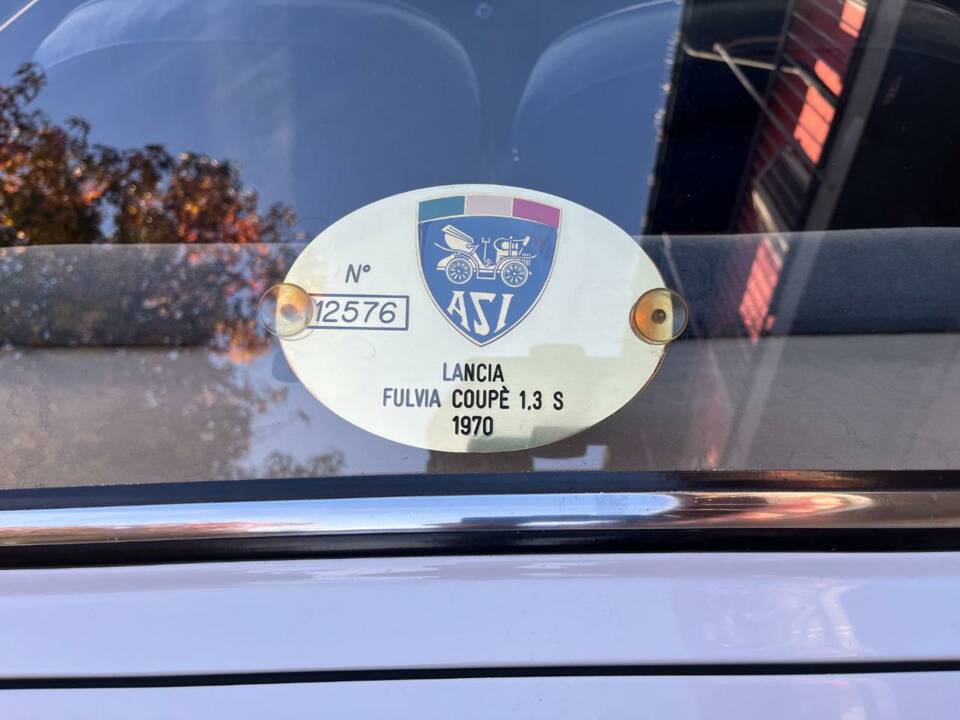 N°
12576
ASI
LANCIA
FULVIA COUPÈ 1.3 S
1970